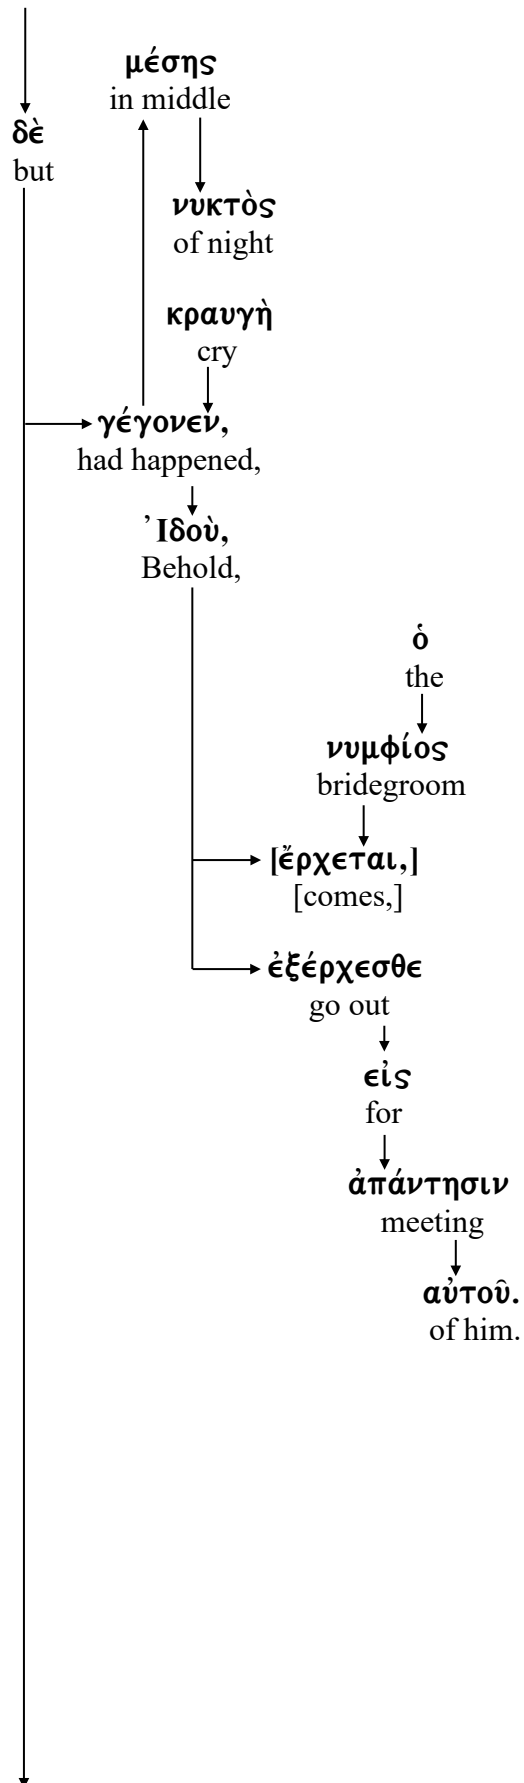 μέσης
in middle
δὲ
but
νυκτὸς
of night
κραυγὴ
cry
γέγονεν,
had happened,
Ἰδοὺ,
Behold,
ὁ
the
νυμφίος
bridegroom
[ἔρχεται,]
[comes,]
ἐξέρχεσθε
go out
εἰς
for
ἀπάντησιν
meeting
αὐτοῦ.
of him.